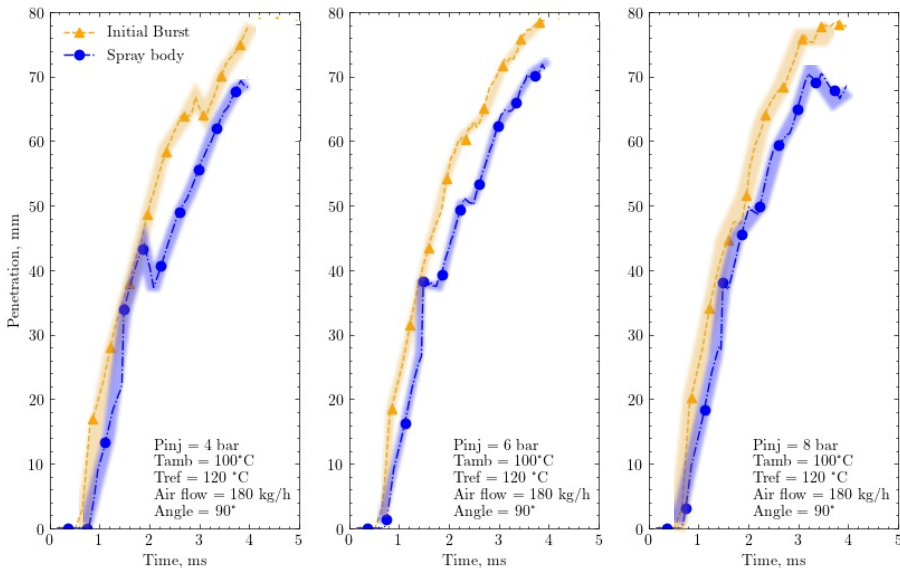 Initial Burst
Spray body
Penetration, mm
80
70
60
50
40
30
20
10
0
0 1 2 3 4 5
Time, ms
Pinj = 4 bar
Tamb = 100°C
Tref = 120 °C
Air flow = 180 kg/h
Angle = 90°
80
70
60
50
40
30
20
10
0
0 1 2 3 4 5
Time, ms
Pinj = 6 bar
Tamb = 100°C
Tref = 120 °C
Air flow = 180 kg/h
Angle = 90°
80
70
60
50
40
30
20
10
0
0 1 2 3 4 5
Time, ms
Pinj = 8 bar
Tamb = 100°C
Tref = 120 °C
Air flow = 180 kg/h
Angle = 90°